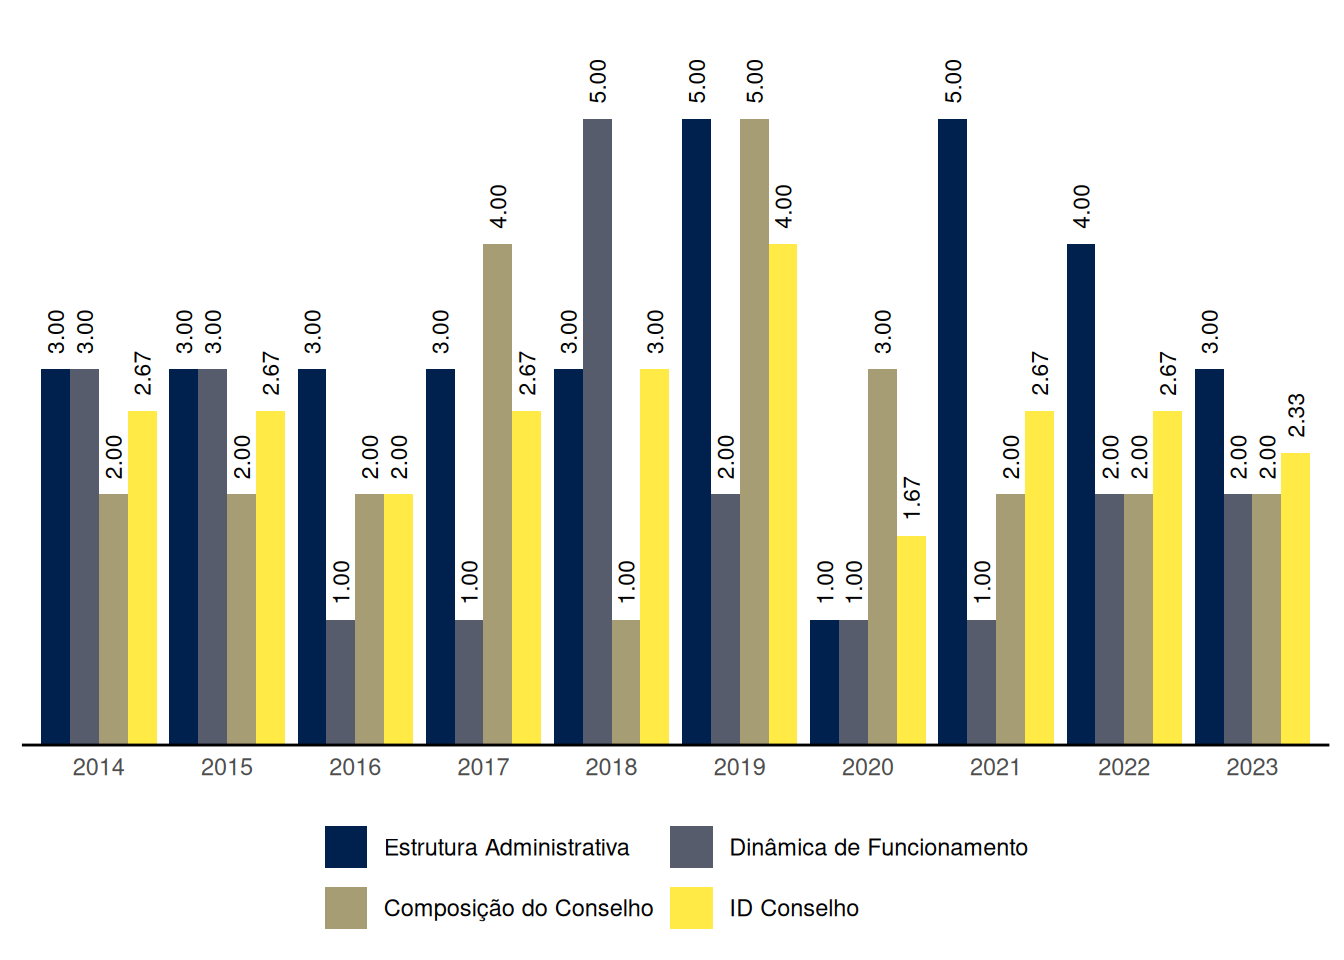 3.00 3.00 2.00 2.67
3.00 3.00 2.00 2.67
3.00 1.00 2.00 2.00
3.00 1.00 4.00 2.67
3.00 5.00 1.00 3.00
5.00 2.00 5.00 4.00
1.00 1.00 3.00 1.67
5.00 1.00 2.00 2.67
4.00 2.00 2.00 2.67
3.00 2.00 2.00 2.33
2014 2015 2016 2017 2018 2019 2020 2021 2022 2023
Estrutura Administrativa Dinâmica de Funcionamento
Composição do Conselho ID Conselho